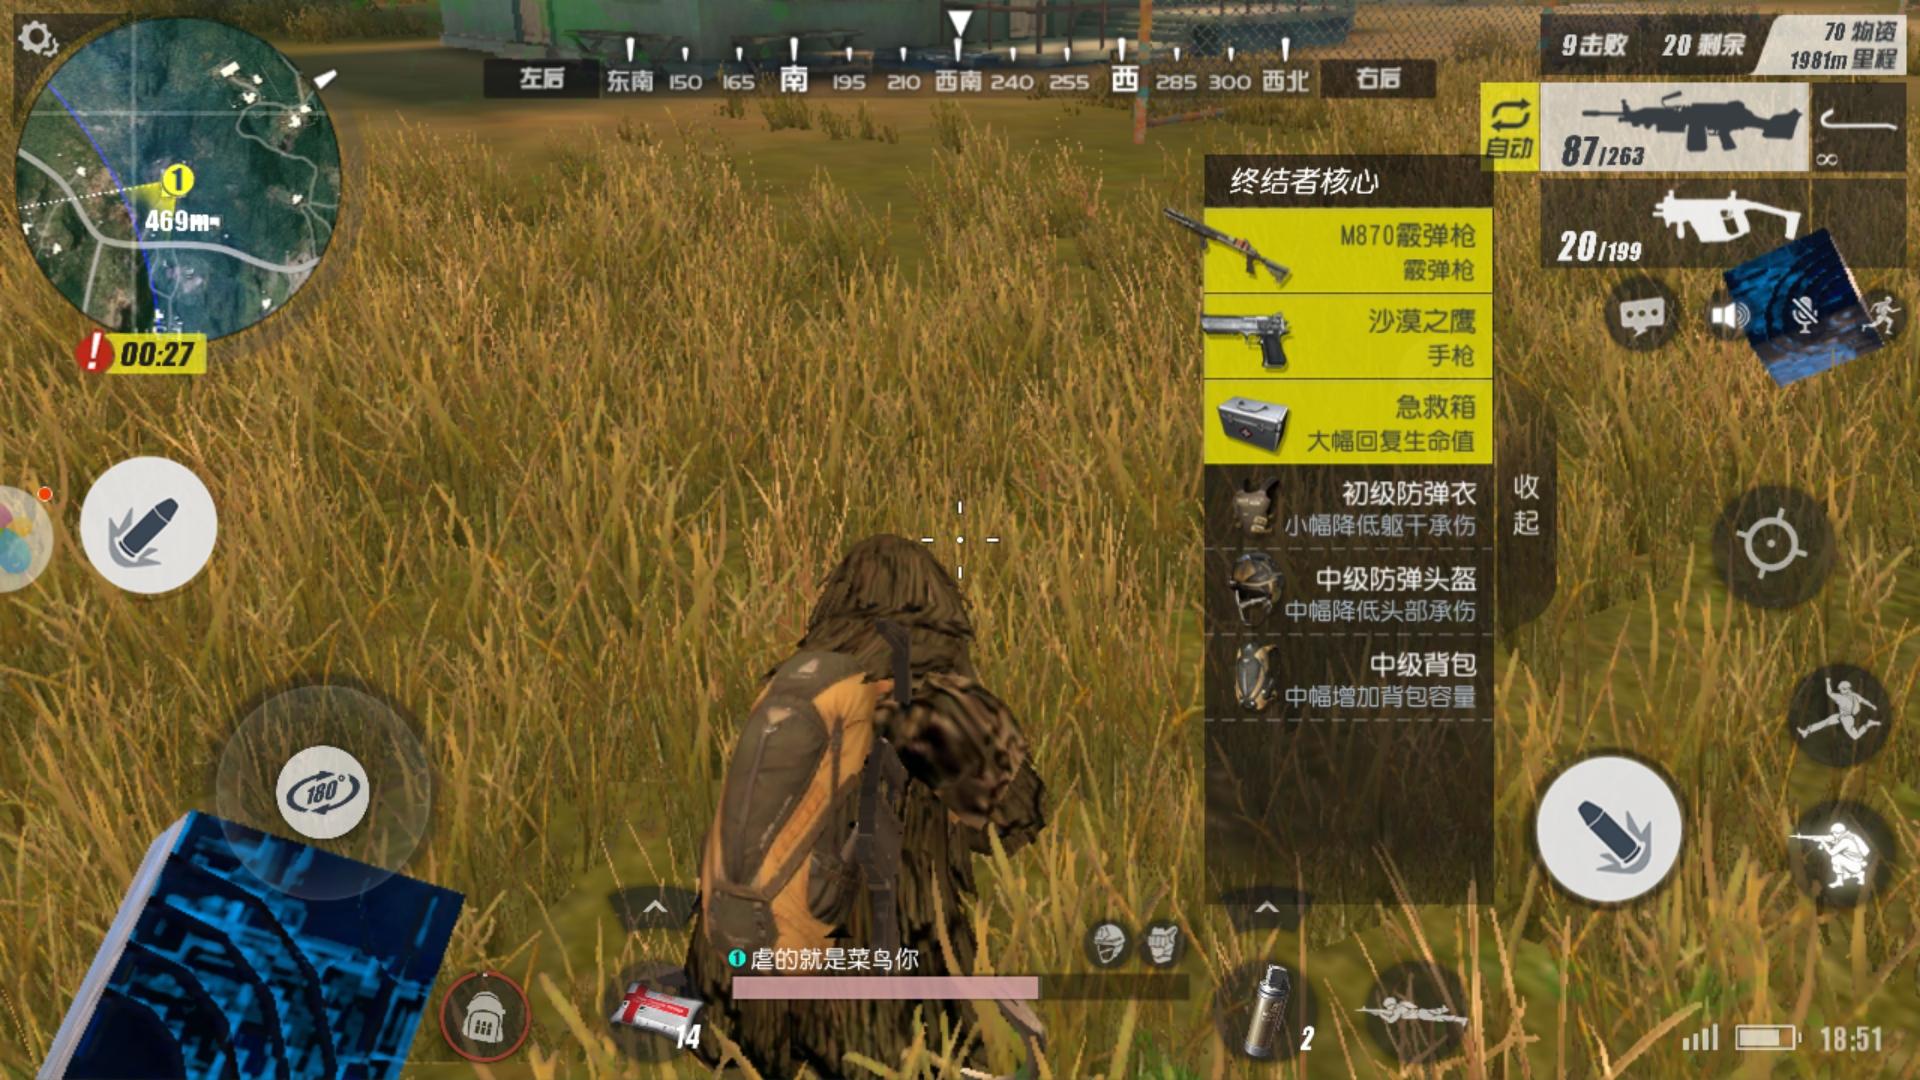 左后 东南 150 165 南 195 210 西南 240 255 西 285 300 西北 右后
9击败 20剩余
70 物资
1981m 里程
自动
87/263
∞
20/199
1
469m
00:27
终结者核心
M870霰弹枪
霰弹枪
沙漠之鹰
手枪
急救箱
大幅回复生命值
初级防弹衣
小幅降低躯干承伤
中级防弹头盔
中幅降低头部承伤
中级背包
中幅增加背包容量
收起
180°
1 虐的就是菜鸟你
14
2
18:51